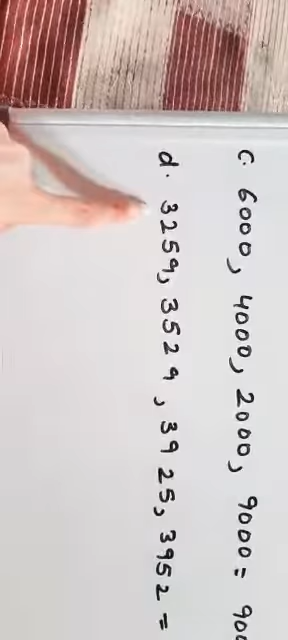 c. 6000, 4000, 2000, 9000 = 900
d. 3259, 3529, 3925, 3952 =